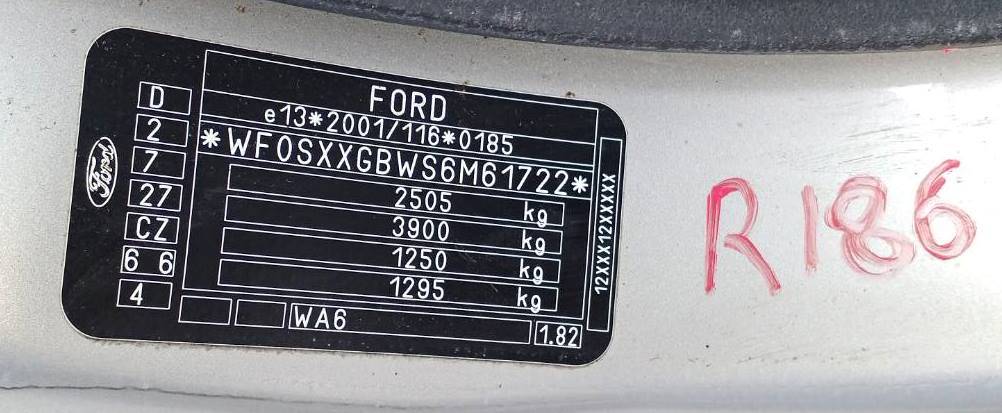 FORD
e13*2001/116*0185
*WF0SXXGBWS6M61722*
2505 kg
3900 kg
1250 kg
1295 kg
WA6
1.82
D
2
7
27
CZ
6 6
4
Ford
12XXX12XXXXX
R186